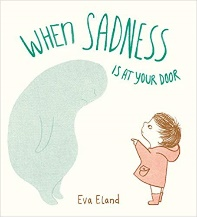 WHEN SADNESS
IS AT YOUR DOOR
Eva Eland